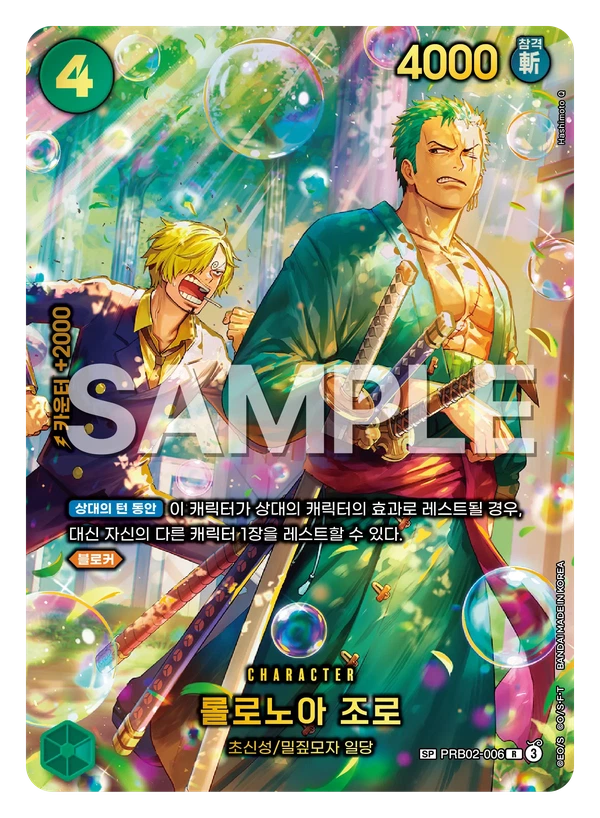 4
4000
참격
斬
Hashimoto Q
카운터 +2000
SAMPLE
상대의 턴 동안 이 캐릭터가 상대의 캐릭터의 효과로 레스트될 경우,
대신 자신의 다른 캐릭터 1장을 레스트할 수 있다.
블로커
CHARACTER
롤로노아 조로
초신성/밀짚모자 일당
SP PRB02-006 R 3
©EO/S ©O/S·F·T BANDAI MADE IN KOREA